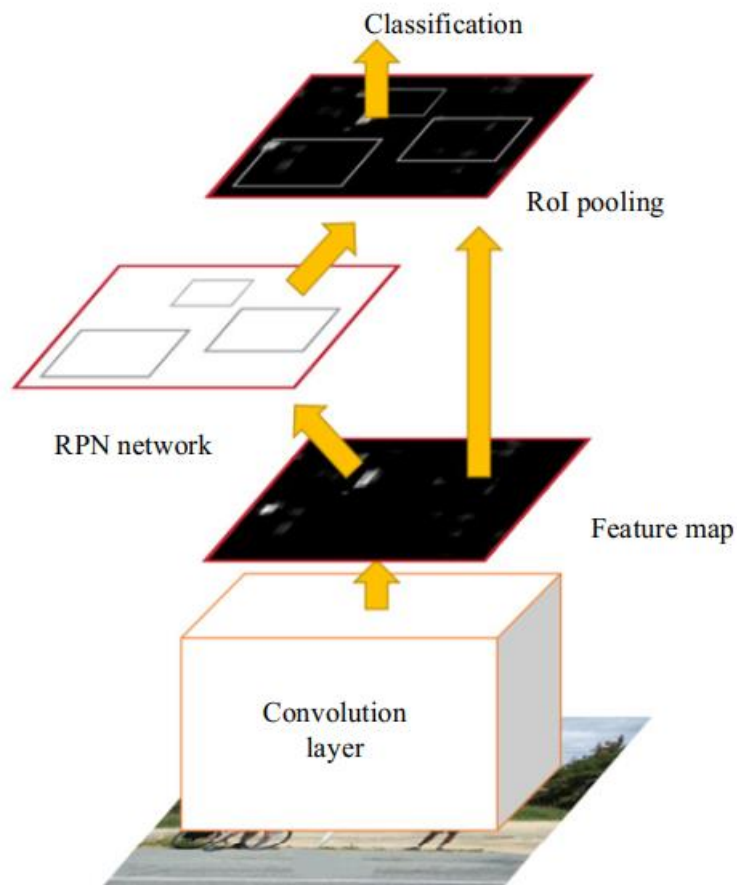 Classification
RoI pooling
RPN network
Feature map
Convolution
layer